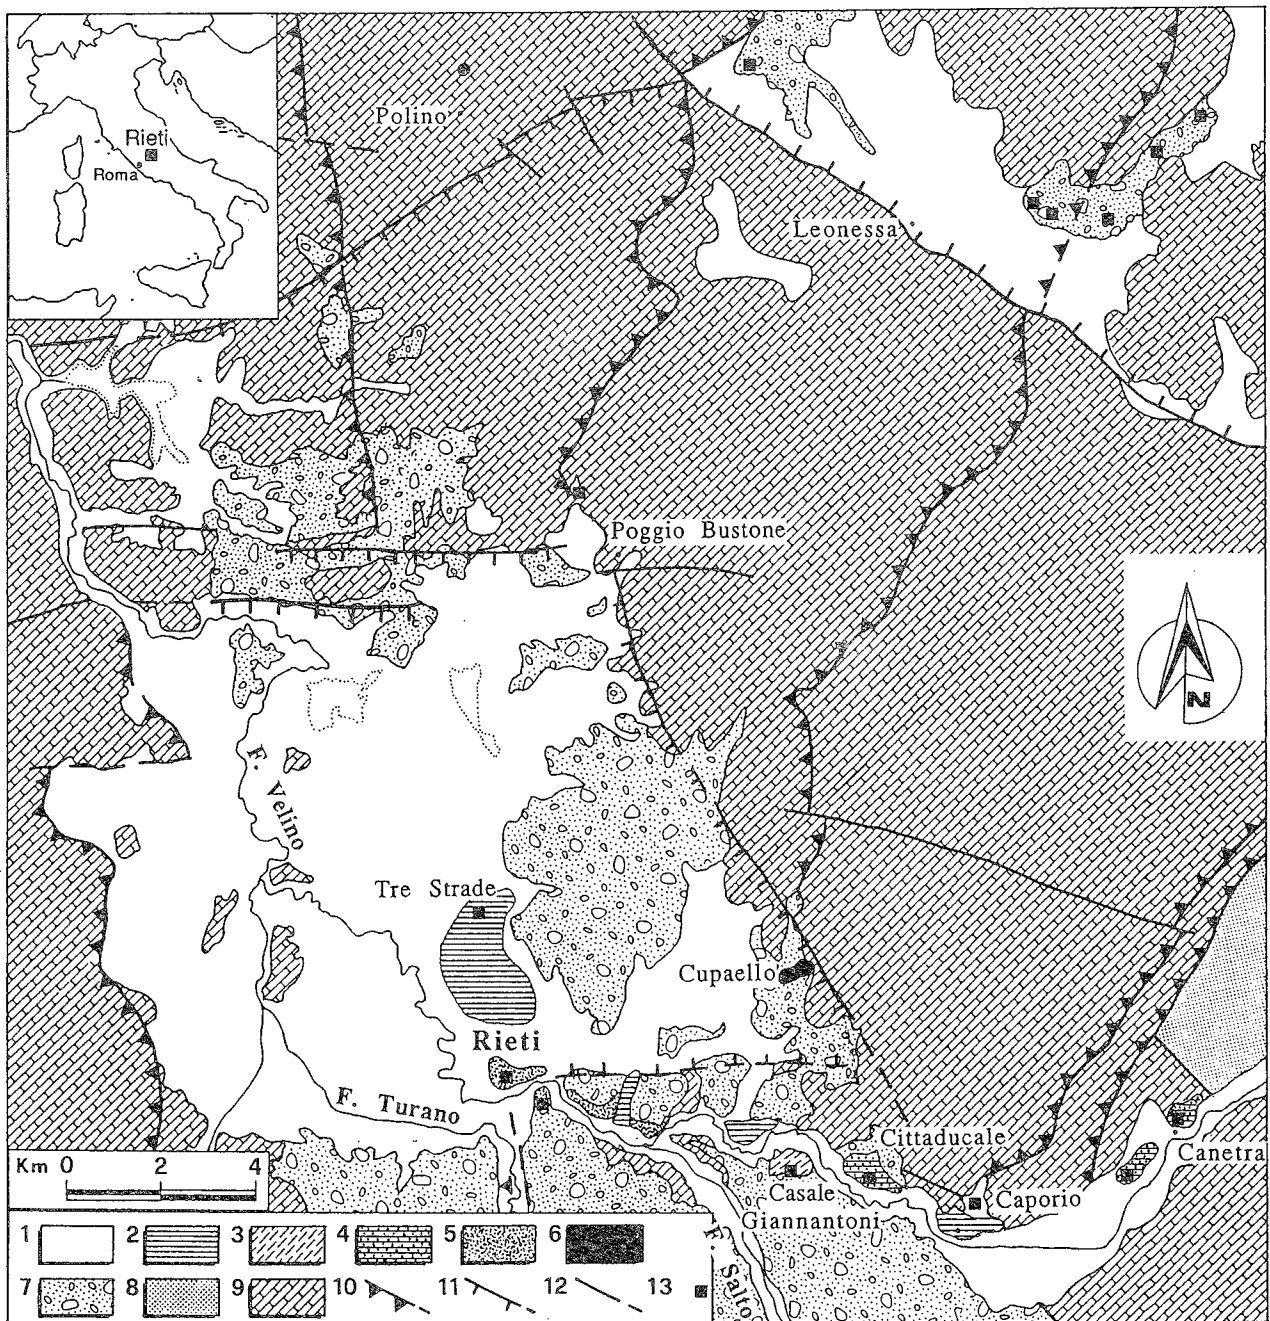 Rieti
Roma
Polino
Leonessa
Poggio Bustone
N
F. Velino
Tre Strade
Cupaello
Rieti
F. Turano
Cittaducale
Canetra
Casale
Caporio
Giannantoni
F. Salto
Km 0 2 4
1 2 3 4 5 6
7 8 9 10 11 12 13